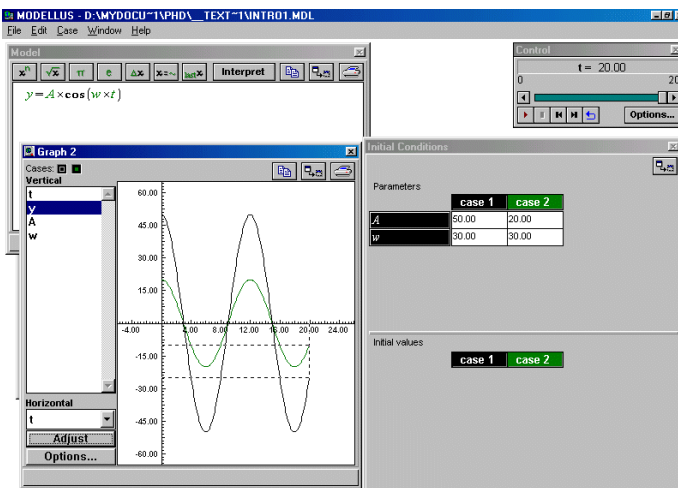 MODELLUS - D:\MYDOCU~1\PHD\__TEXT~1\INTRO1.MDL
File Edit Case Window Help
Model
xⁿ √x π e Δx x=~ last x Interpret
y=A×cos(w×t)
Control
t = 20.00
0 20
Options...
Graph 2
Cases:
Vertical
t
y
A
w
Horizontal
t
Adjust
Options...
60.00
45.00
30.00
15.00
-4.00 4.00 8.00 12.00 16.00 20.00 24.00
-15.00
-30.00
-45.00
-60.00
Initial Conditions
Parameters
case 1 case 2
A 50.00 20.00
w 30.00 30.00
Initial values
case 1 case 2